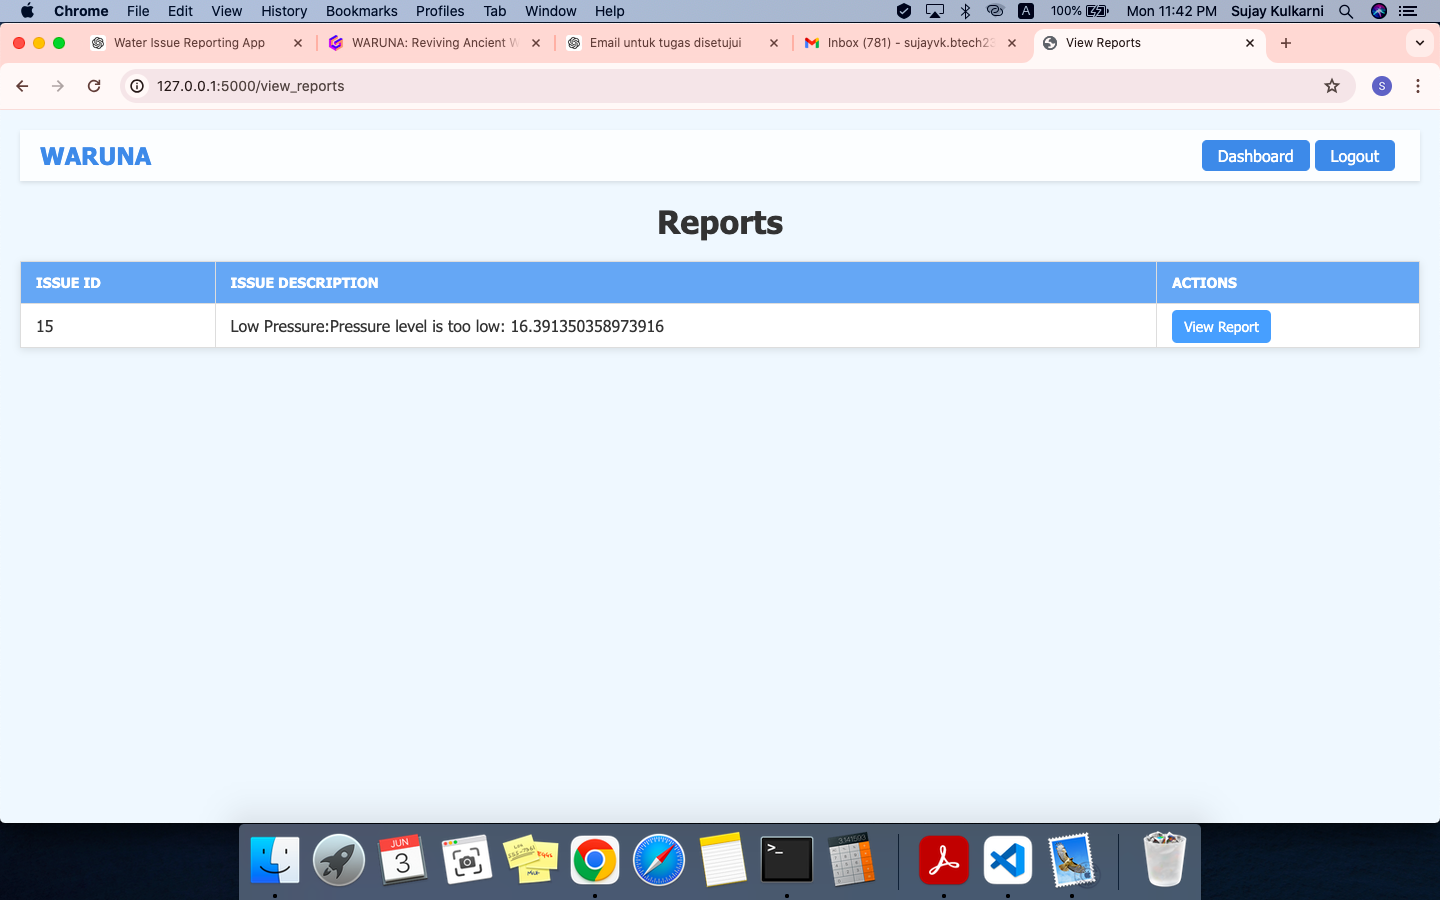 Chrome File Edit View History Bookmarks Profiles Tab Window Help A 100% Mon 11:42 PM Sujay Kulkarni
Water Issue Reporting App WARUNA: Reviving Ancient W Email untuk tugas disetujui Inbox (781) - sujayvk.btech23 View Reports
127.0.0.1:5000/view_reports S
WARUNA Dashboard Logout
Reports
ISSUE ID ISSUE DESCRIPTION ACTIONS
15 Low Pressure:Pressure level is too low: 16.391350358973916 View Report
JUN
3
>_